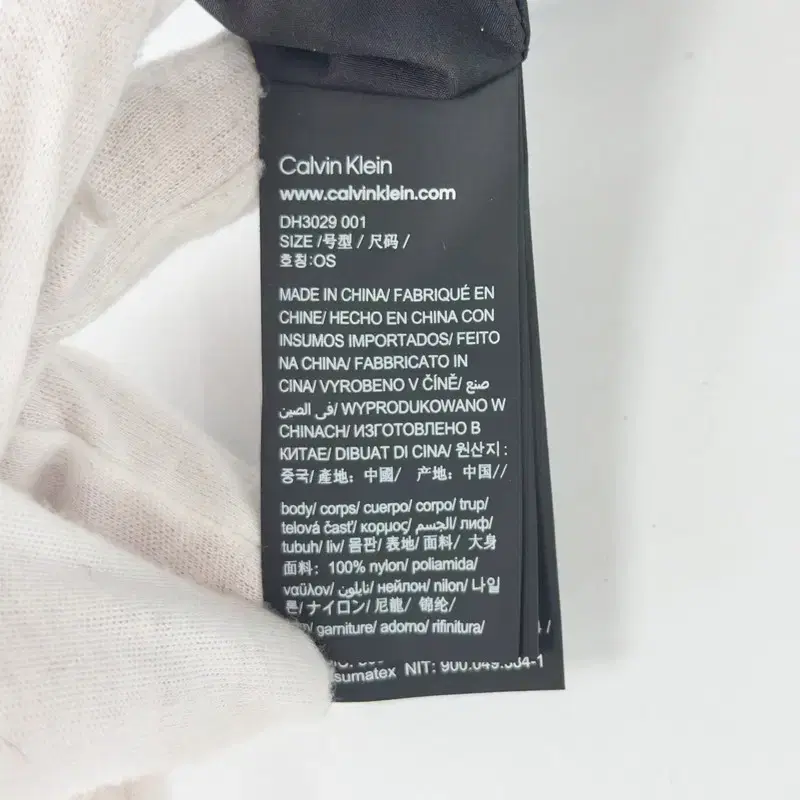 Calvin Klein
www.calvinklein.com
DH3029 001
SIZE /号型 / 尺码 /
호칭:OS
MADE IN CHINA/ FABRIQUÉ EN
CHINE/ HECHO EN CHINA CON
INSUMOS IMPORTADOS/ FEITO
NA CHINA/ FABBRICATO IN
CINA/ VYROBENO V ČÍNĚ/ صنع
في الصين/ WYPRODUKOWANO W
CHINACH/ ИЗГОТОВЛЕНО В
КИТАЕ/ DIBUAT DI CINA/ 원산지:
중국/ 產地: 中國/ 产地: 中国//
body/ corps/ cuerpo/ corpo/ trup/
telová časť/ κορμος/ الجسم/ лиф/
tubuh/ liv/ 몸판/ 表地/ 面料/ 大身
面料: 100% nylon/ poliamida/
ναϋλον/ نايلون/ нейлон/ nilon/ 나일
론/ ナイロン/ 尼龍/ 锦纶/
garniture/ adorno/ rifinitura/
sumatex NIT: 900.049.